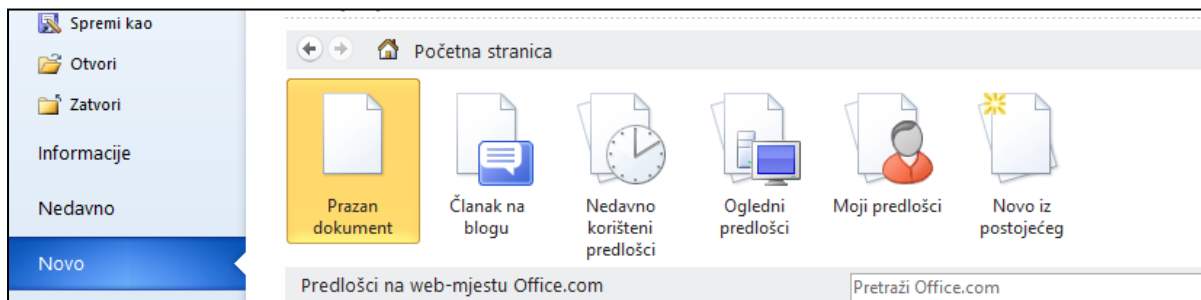 Spremi kao
Otvori
Zatvori
Informacije
Nedavno
Novo
Početna stranica
Prazan
dokument
Članak na
blogu
Nedavno
korišteni
predlošci
Ogledni
predlošci
Moji predlošci
Novo iz
postojećeg
Predlošci na web-mjestu Office.com
Pretraži Office.com